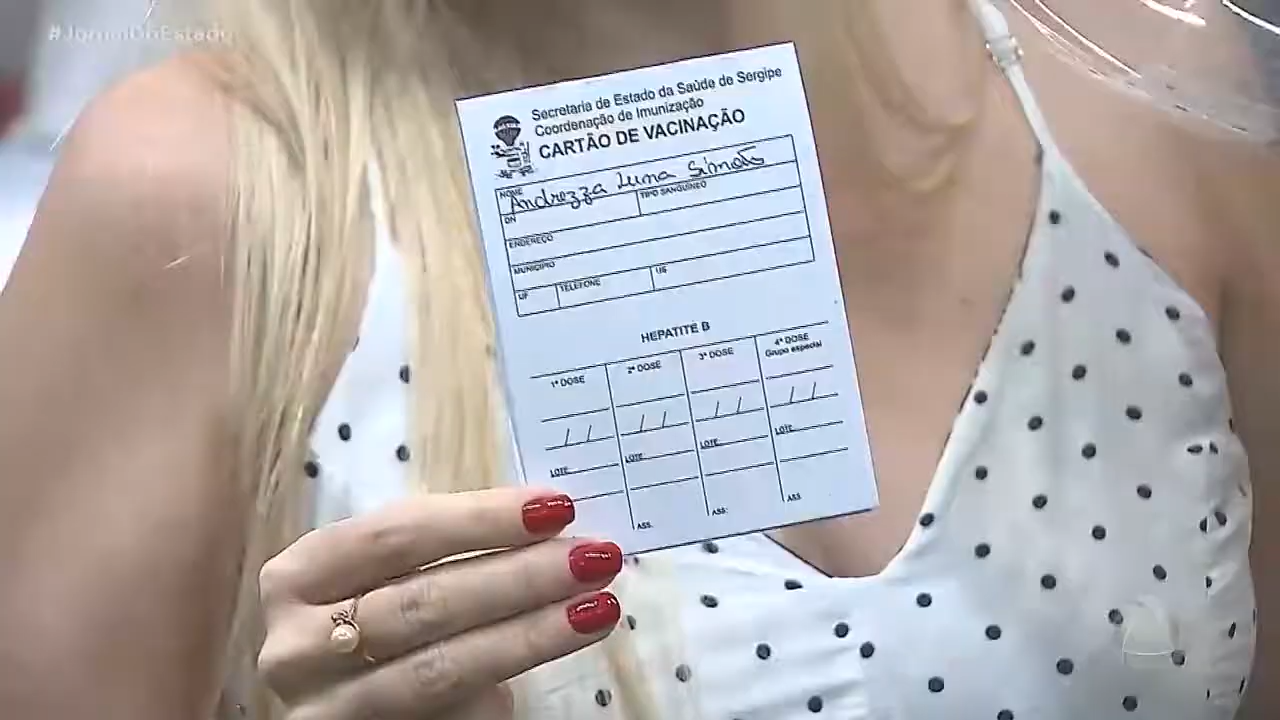 #JornalDoEstado
Secretaria de Estado da Saúde de Sergipe
Coordenação de Imunização
CARTÃO DE VACINAÇÃO
NOME Andrezza Luna Simões
DN TIPO SANGUÍNEO
ENDEREÇO
MUNICÍPIO
UF TELEFONE US
HEPATITE B
1ª DOSE 2ª DOSE 3ª DOSE 4ª DOSE
Grupo especial
/ / / / / / / /
LOTE LOTE LOTE LOTE
ASS. ASS. ASS.